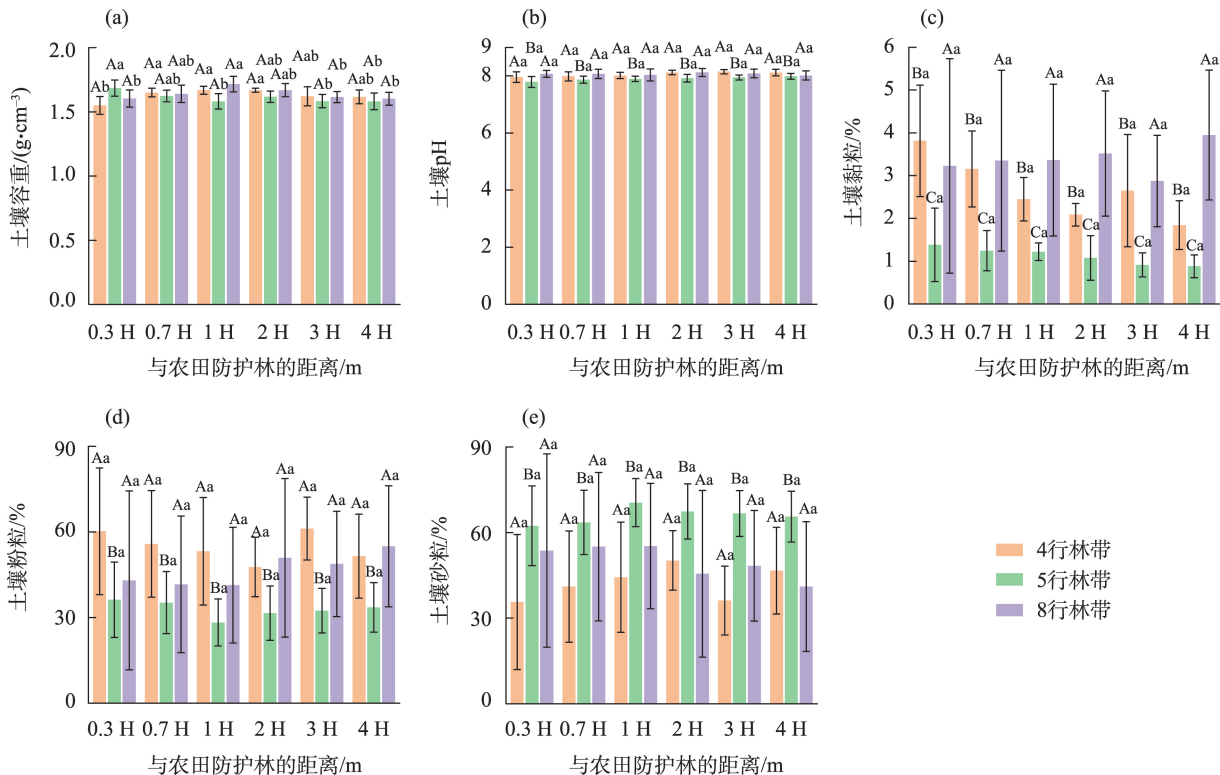 (a)
土壤容重/(g•cm⁻³)
2.0
1.5
1.0
0.5
0.0
Ab Aa Ab Aa Aab Aab Aa Ab Aa Aa Aab Aab Aab Ab Ab Ab Ab Ab
0.3 H 0.7 H 1 H 2 H 3 H 4 H
与农田防护林的距离/m
(b)
土壤pH
9
8
6
4
2
0
Aa Ba Aa Aa Ba Aa Aa Ba Aa Aa Ba Aa Aa Ba Aa Aa Ba Aa
0.3 H 0.7 H 1 H 2 H 3 H 4 H
与农田防护林的距离/m
(c)
土壤黏粒/%
6
5
4
3
2
1
0
Ba Ca Aa Ba Ca Aa Ba Ca Aa Ba Ca Aa Ba Ca Aa Ba Ca Aa
0.3 H 0.7 H 1 H 2 H 3 H 4 H
与农田防护林的距离/m
(d)
土壤粉粒/%
90
60
30
0
Aa Ba Aa Aa Ba Aa Aa Ba Aa Aa Ba Aa Aa Ba Aa Aa Ba Aa
0.3 H 0.7 H 1 H 2 H 3 H 4 H
与农田防护林的距离/m
(e)
土壤砂粒/%
90
60
30
0
Aa Ba Aa Aa Ba Aa Aa Ba Aa Aa Ba Aa Aa Ba Aa Aa Ba Aa
0.3 H 0.7 H 1 H 2 H 3 H 4 H
与农田防护林的距离/m
4行林带
5行林带
8行林带